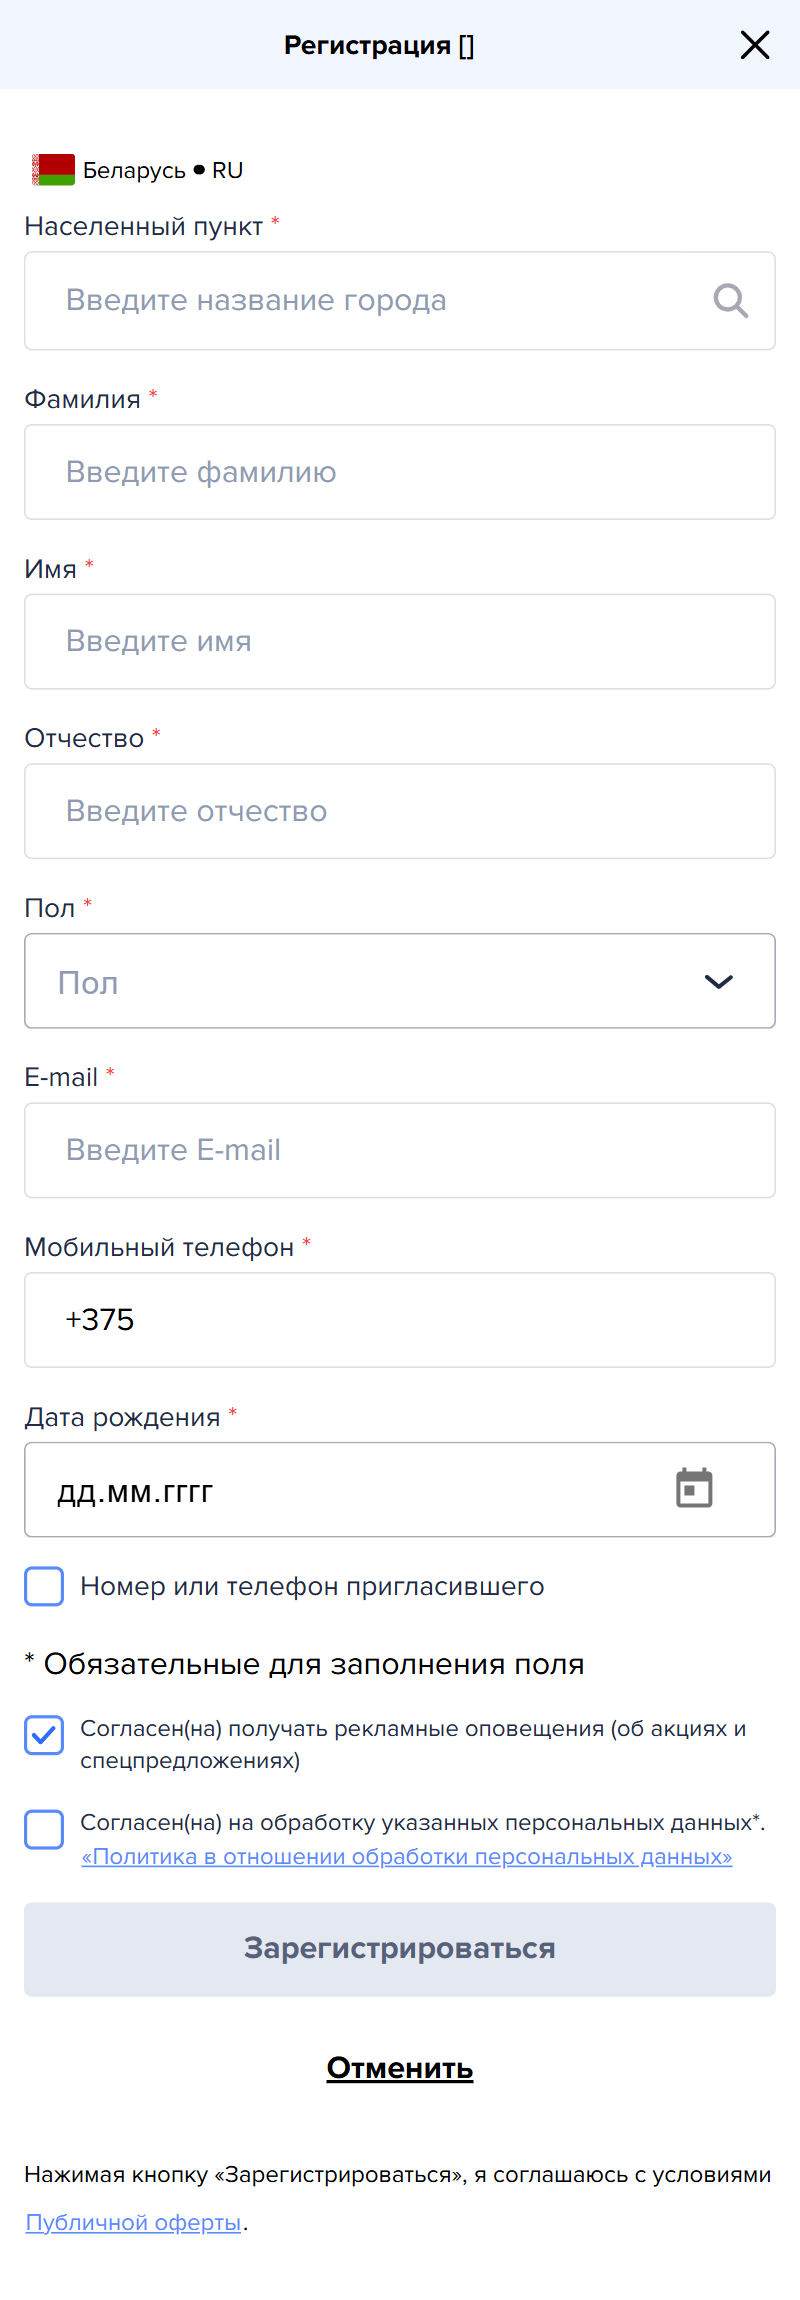 Регистрация []
Беларусь • RU
Населенный пункт *
Введите название города
Фамилия *
Введите фамилию
Имя *
Введите имя
Отчество *
Введите отчество
Пол *
Пол
E-mail *
Введите E-mail
Мобильный телефон *
+375
Дата рождения *
дд.мм.гггг
Номер или телефон пригласившего
* Обязательные для заполнения поля
Согласен(на) получать рекламные оповещения (об акциях и
спецпредложениях)
Согласен(на) на обработку указанных персональных данных*.
«Политика в отношении обработки персональных данных»
Зарегистрироваться
Отменить
Нажимая кнопку «Зарегистрироваться», я соглашаюсь с условиями
Публичной оферты.